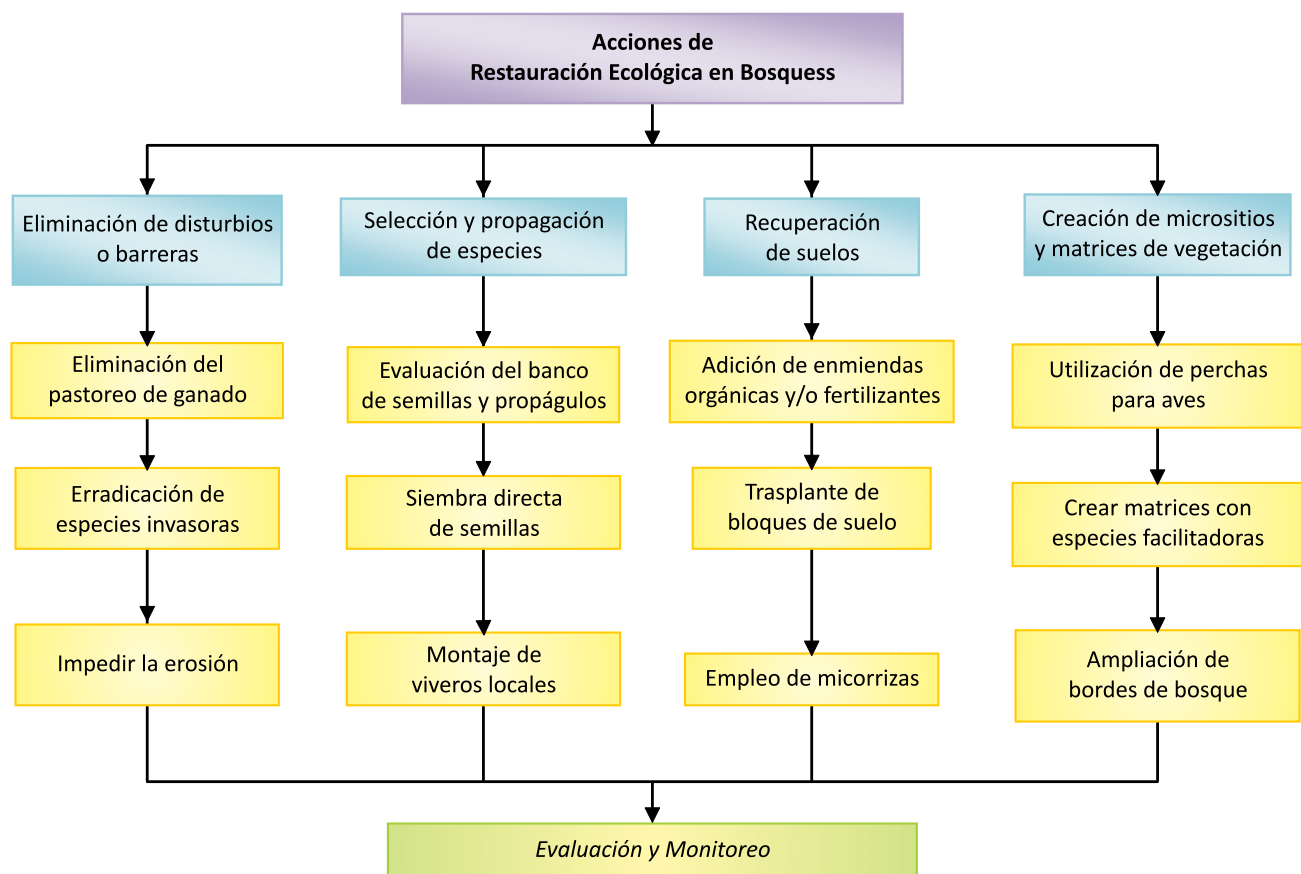 Acciones de
Restauración Ecológica en Bosquess
Eliminación de disturbios
o barreras
Selección y propagación
de especies
Recuperación
de suelos
Creación de micrositios
y matrices de vegetación
Eliminación del
pastoreo de ganado
Evaluación del banco
de semillas y propágulos
Adición de enmiendas
orgánicas y/o fertilizantes
Utilización de perchas
para aves
Erradicación de
especies invasoras
Siembra directa
de semillas
Trasplante de
bloques de suelo
Crear matrices con
especies facilitadoras
Impedir la erosión
Montaje de
viveros locales
Empleo de micorrizas
Ampliación de
bordes de bosque
Evaluación y Monitoreo